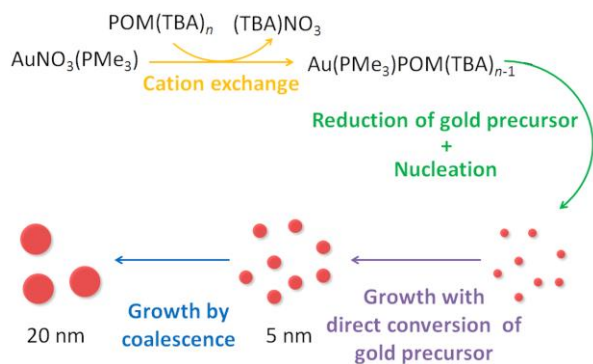 POM(TBA)n (TBA)NO3
AuNO3(PMe3) Au(PMe3)POM(TBA)n-1
Cation exchange
Reduction of gold precursor
+
Nucleation
Growth by
coalescence
Growth with
direct conversion of
gold precursor
20 nm 5 nm